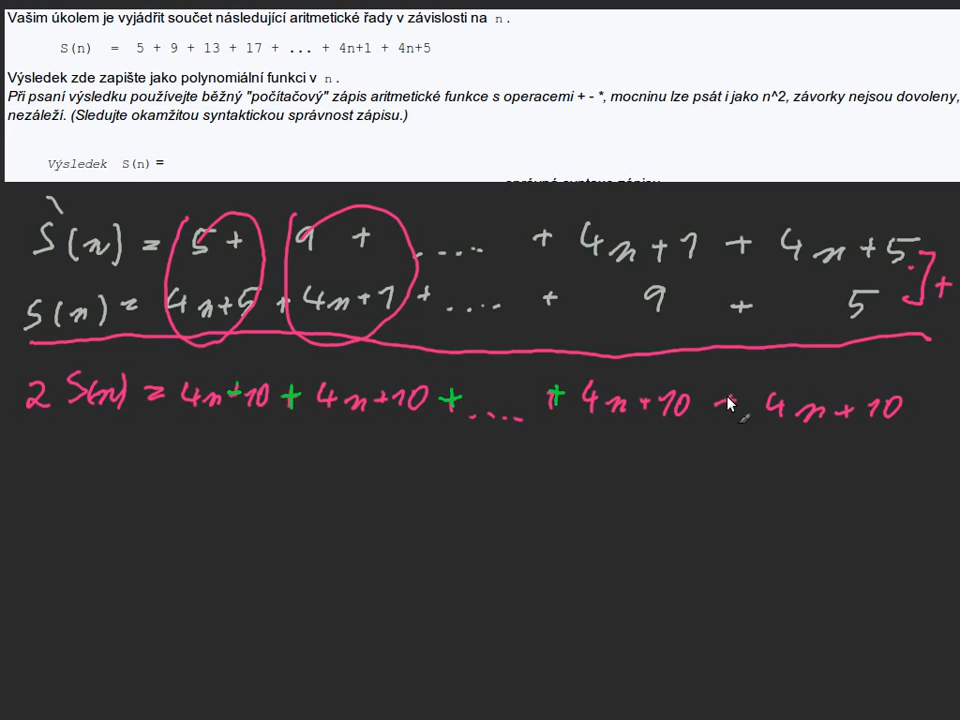 Vašim úkolem je vyjádřit součet následující aritmetické řady v závislosti na n .
S(n) = 5 + 9 + 13 + 17 + ... + 4n+1 + 4n+5
Výsledek zde zapište jako polynomiální funkci v n .
Při psaní výsledku používejte běžný "počítačový" zápis aritmetické funkce s operacemi + - *, mocninu lze psát i jako n^2, závorky nejsou dovoleny,
nezáleží. (Sledujte okamžitou syntaktickou správnost zápisu.)
Výsledek S(n) =
S(n) = 5 + 9 + .... + 4n+1 + 4n+5
S(n) = 4n+5 + 4n+1 + .... + 9 + 5 +
2 S(n) = 4n+10 + 4n+10 + .... + 4n+10 + 4n+10